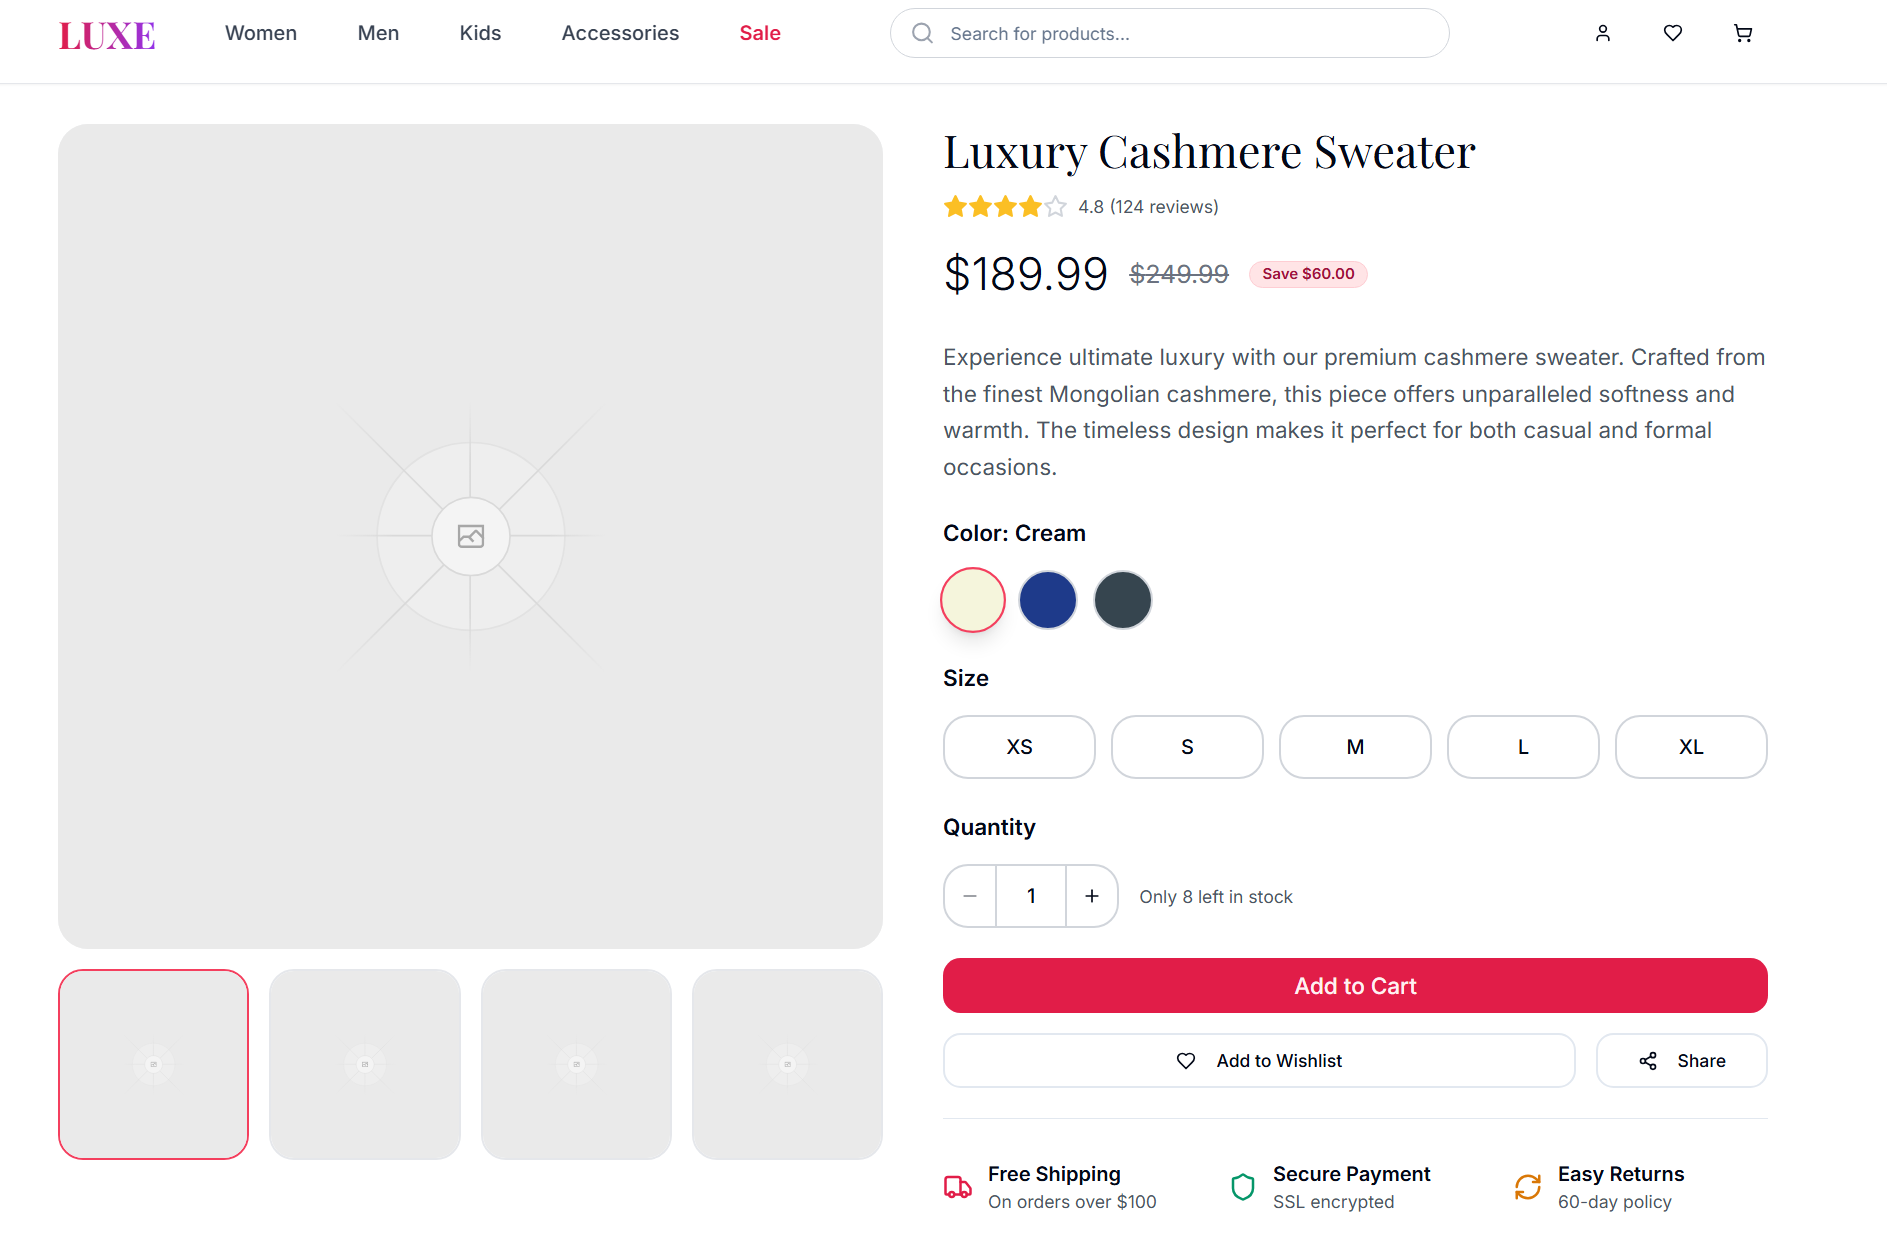 LUXE
Women
Men
Kids
Accessories
Sale
Search for products...
Luxury Cashmere Sweater
4.8 (124 reviews)
$189.99 $249.99 Save $60.00
Experience ultimate luxury with our premium cashmere sweater. Crafted from
the finest Mongolian cashmere, this piece offers unparalleled softness and
warmth. The timeless design makes it perfect for both casual and formal
occasions.
Color: Cream
Size
XS
S
M
L
XL
Quantity
1
Only 8 left in stock
Add to Cart
Add to Wishlist
Share
Free Shipping
On orders over $100
Secure Payment
SSL encrypted
Easy Returns
60-day policy